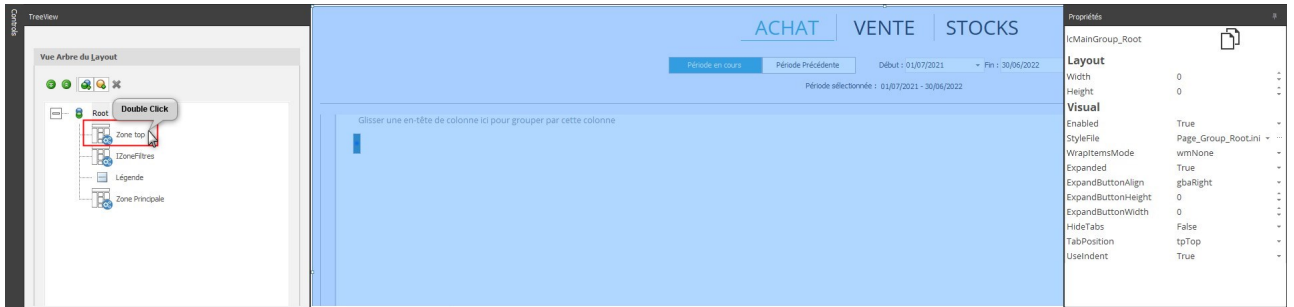 Controls
TreeView
Vue Arbre du Layout
Root
Double Click
Zone top
IZoneFiltres
Légende
Zone Principale
ACHAT VENTE STOCKS
Période en cours Période Précédente Début : 01/07/2021 Fin : 30/06/2022
Période sélectionnée : 01/07/2021 - 30/06/2022
Glisser une en-tête de colonne ici pour grouper par cette colonne
Propriétés
lcMainGroup_Root
Layout
Width 0
Height 0
Visual
Enabled True
StyleFile Page_Group_Root.ini
WrapItemsMode wmNone
Expanded True
ExpandButtonAlign gbaRight
ExpandButtonHeight 0
ExpandButtonWidth 0
HideTabs False
TabPosition tpTop
UseIndent True